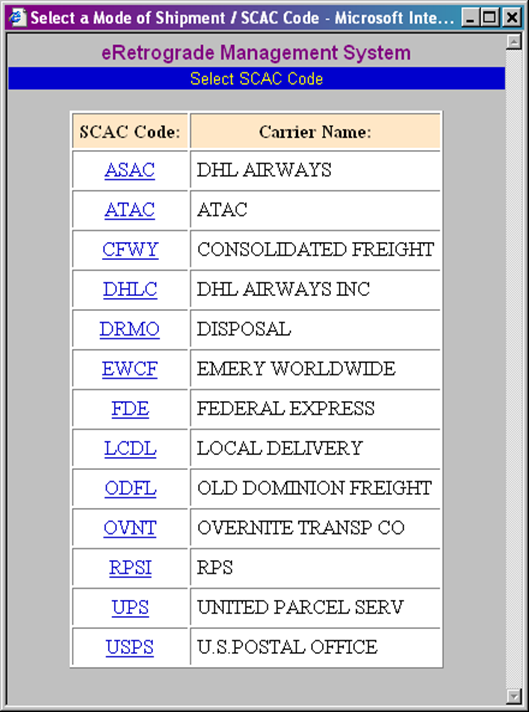 Select a Mode of Shipment / SCAC Code - Microsoft Inte...
eRetrograde Management System
Select SCAC Code
SCAC Code: Carrier Name:
ASAC DHL AIRWAYS
ATAC ATAC
CFWY CONSOLIDATED FREIGHT
DHLC DHL AIRWAYS INC
DRMO DISPOSAL
EWCF EMERY WORLDWIDE
FDE FEDERAL EXPRESS
LCDL LOCAL DELIVERY
ODFL OLD DOMINION FREIGHT
OVNT OVERNITE TRANSP CO
RPSI RPS
UPS UNITED PARCEL SERV
USPS U.S.POSTAL OFFICE